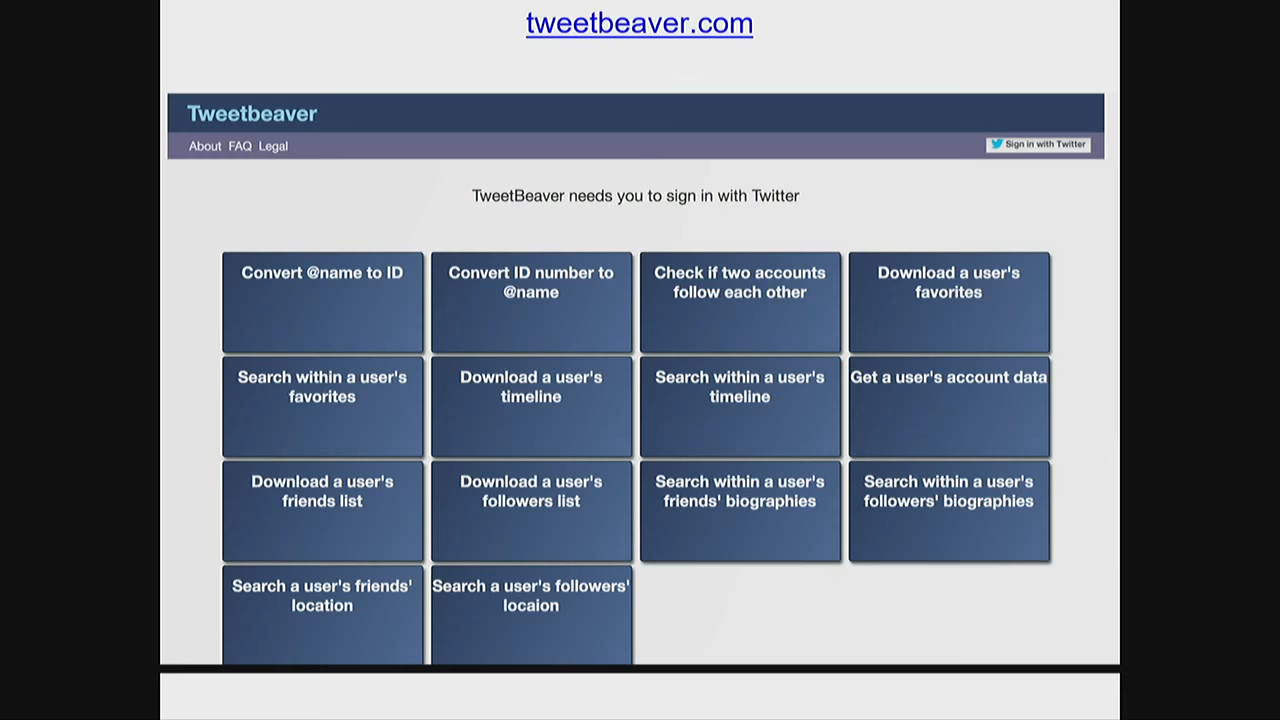 tweetbeaver.com
Tweetbeaver
About FAQ Legal
Sign in with Twitter
TweetBeaver needs you to sign in with Twitter
Convert @name to ID
Convert ID number to
@name
Check if two accounts
follow each other
Download a user's
favorites
Search within a user's
favorites
Download a user's
timeline
Search within a user's
timeline
Get a user's account data
Download a user's
friends list
Download a user's
followers list
Search within a user's
friends' biographies
Search within a user's
followers' biographies
Search a user's friends'
location
Search a user's followers'
locaion